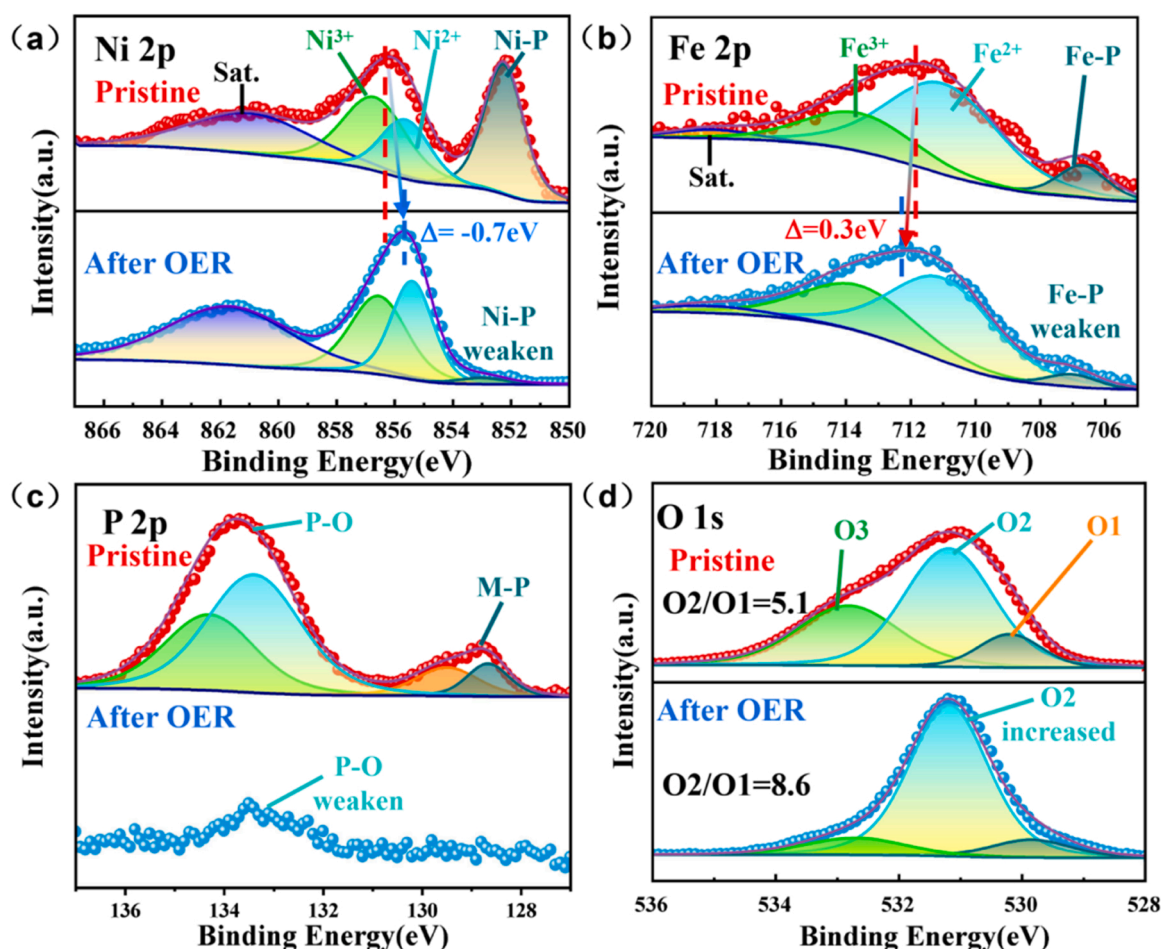 (a)
Ni 2p
Pristine
Sat.
Ni³⁺
Ni²⁺
Ni-P
After OER
Δ= -0.7eV
Ni-P
weaken
Intensity(a.u.)
866 864 862 860 858 856 854 852 850
Binding Energy(eV)
(b)
Fe 2p
Pristine
Sat.
Fe³⁺
Fe²⁺
Fe-P
After OER
Δ=0.3eV
Fe-P
weaken
Intensity(a.u.)
720 718 716 714 712 710 708 706
Binding Energy(eV)
(c)
P 2p
Pristine
P-O
M-P
After OER
P-O
weaken
Intensity(a.u.)
136 134 132 130 128
Binding Energy(eV)
(d)
O 1s
Pristine
O2/O1=5.1
O3
O2
O1
After OER
O2/O1=8.6
O2
increased
Intensity(a.u.)
536 534 532 530 528
Binding Energy(eV)